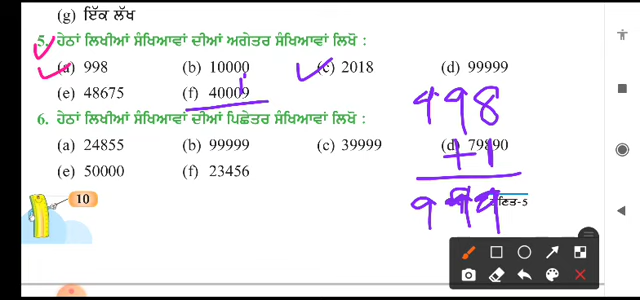 (g) ਇੱਕ ਲੱਖ
5. ਹੇਠਾਂ ਲਿਖੀਆਂ ਸੰਖਿਆਵਾਂ ਦੀਆਂ ਅਗੇਤਰ ਸੰਖਿਆਵਾਂ ਲਿਖੋ :
(a) 998 (b) 10000 (c) 2018 (d) 99999
(e) 48675 (f) 40009
998
6. ਹੇਠਾਂ ਲਿਖੀਆਂ ਸੰਖਿਆਵਾਂ ਦੀਆਂ ਪਿਛੇਤਰ ਸੰਖਿਆਵਾਂ ਲਿਖੋ :
(a) 24855 (b) 99999 (c) 39999 (d) 79890
+1
(e) 50000 (f) 23456
999
10